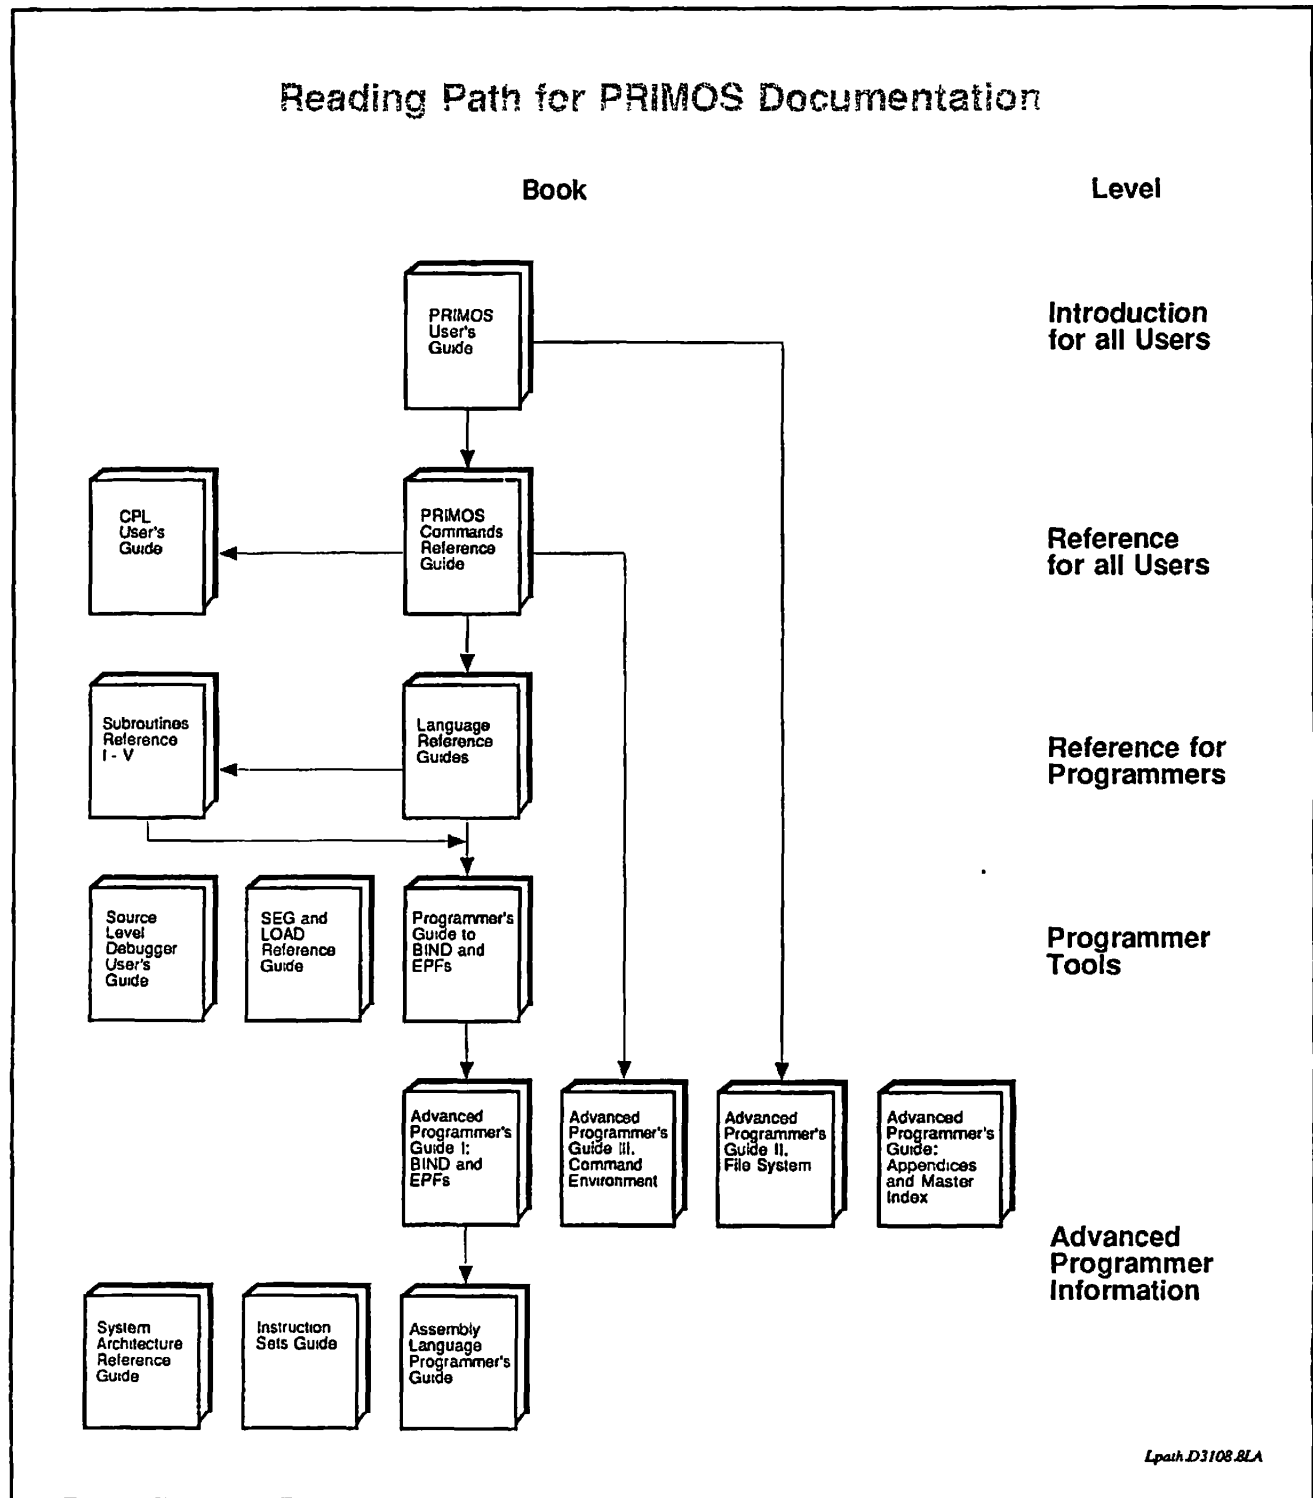 Reading Path for PRIMOS Documentation
Book
Level
PRIMOS
User's
Guide
Introduction
for all Users
CPL
User's
Guide
PRIMOS
Commands
Reference
Guide
Reference
for all Users
Subroutines
Reference
I - V
Language
Reference
Guides
Reference for
Programmers
Source
Level
Debugger
User's
Guide
SEG and
LOAD
Reference
Guide
Programmer's
Guide to
BIND and
EPFs
Programmer
Tools
Advanced
Programmer's
Guide I:
BIND and
EPFs
Advanced
Programmer's
Guide III.
Command
Environment
Advanced
Programmer's
Guide II.
File System
Advanced
Programmer's
Guide:
Appendices
and Master
Index
Advanced
Programmer
Information
System
Architecture
Reference
Guide
Instruction
Sets Guide
Assembly
Language
Programmer's
Guide
Lpath.D3108.8LA